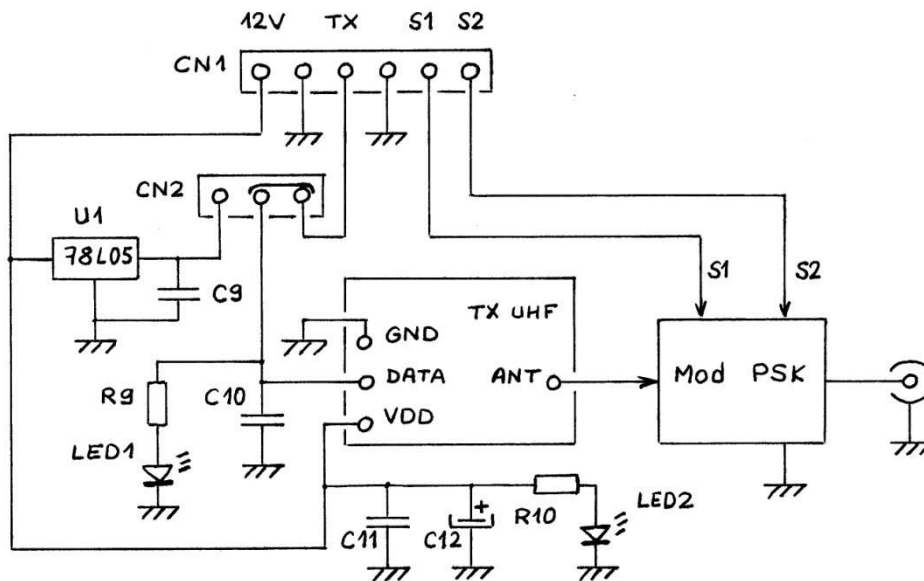 12V TX S1 S2
CN1
CN2
U1
78L05
C9
S1 S2
TX UHF
GND
DATA ANT
VDD
Mod PSK
R9
C10
LED1
C11
+
C12
R10
LED2